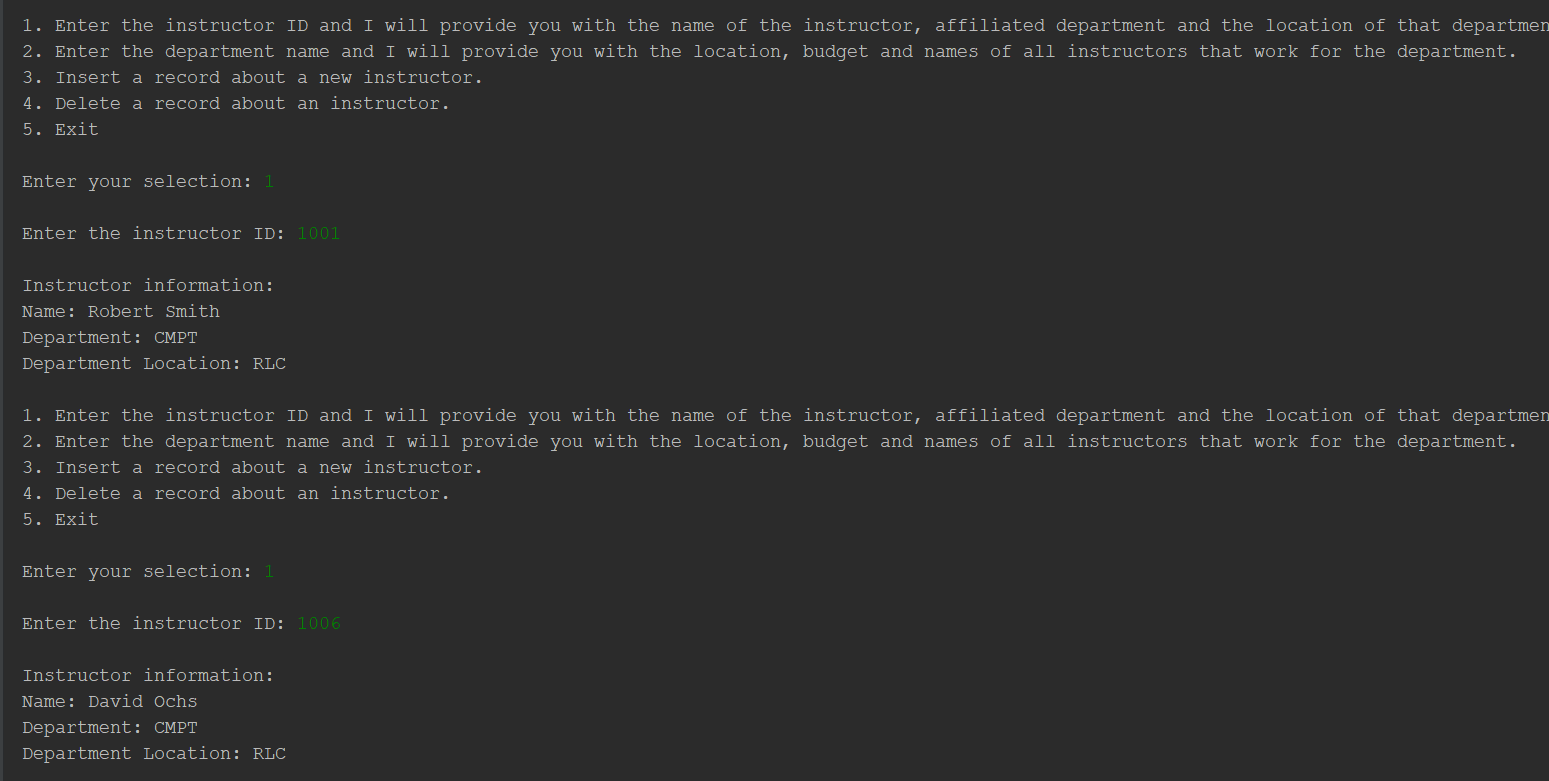 1. Enter the instructor ID and I will provide you with the name of the instructor, affiliated department and the location of that departmen
2. Enter the department name and I will provide you with the location, budget and names of all instructors that work for the department.
3. Insert a record about a new instructor.
4. Delete a record about an instructor.
5. Exit
Enter your selection: 1
Enter the instructor ID: 1001
Instructor information:
Name: Robert Smith
Department: CMPT
Department Location: RLC
1. Enter the instructor ID and I will provide you with the name of the instructor, affiliated department and the location of that departmen
2. Enter the department name and I will provide you with the location, budget and names of all instructors that work for the department.
3. Insert a record about a new instructor.
4. Delete a record about an instructor.
5. Exit
Enter your selection: 1
Enter the instructor ID: 1006
Instructor information:
Name: David Ochs
Department: CMPT
Department Location: RLC